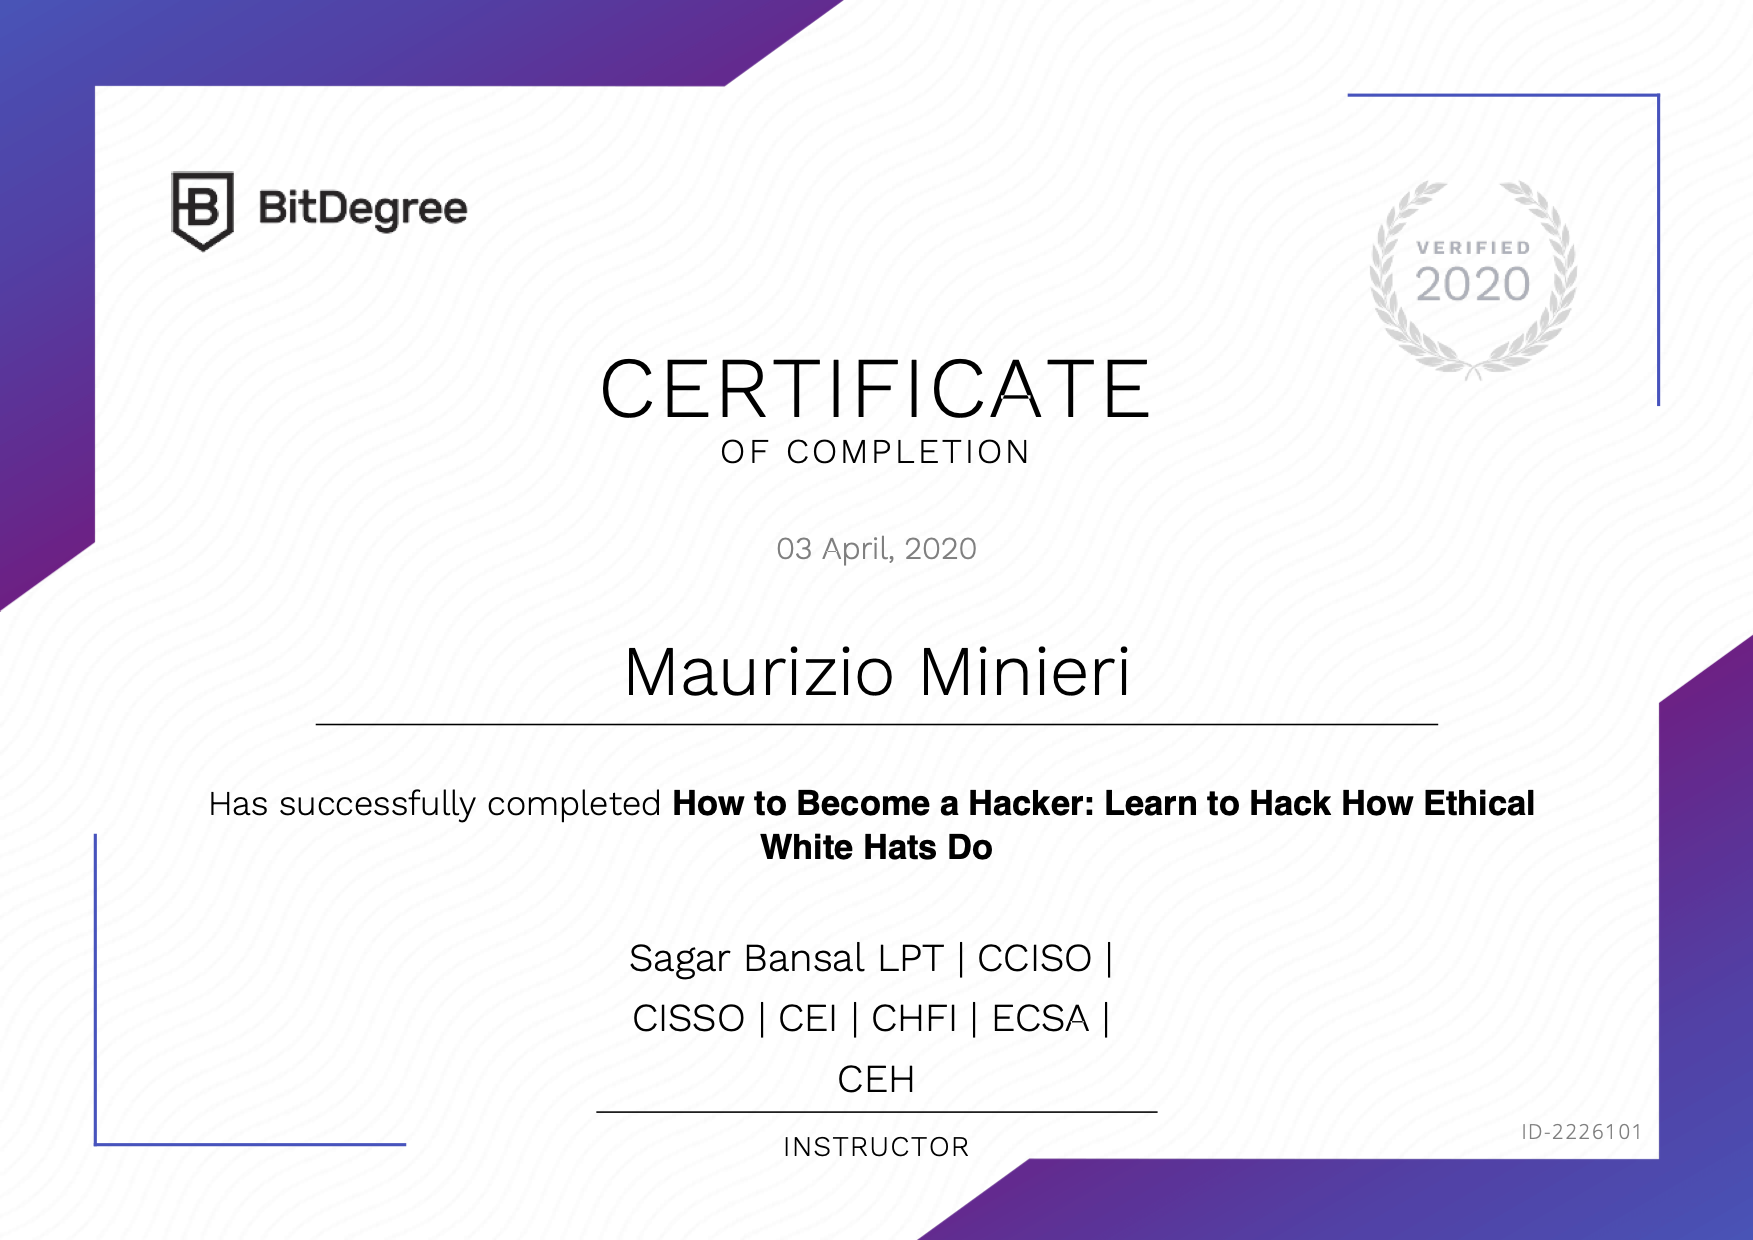 BitDegree
VERIFIED
2020
CERTIFICATE
OF COMPLETION
03 April, 2020
Maurizio Minieri
Has successfully completed How to Become a Hacker: Learn to Hack How Ethical
White Hats Do
Sagar Bansal LPT | CCISO |
CISSO | CEI | CHFI | ECSA |
CEH
INSTRUCTOR
ID-2226101